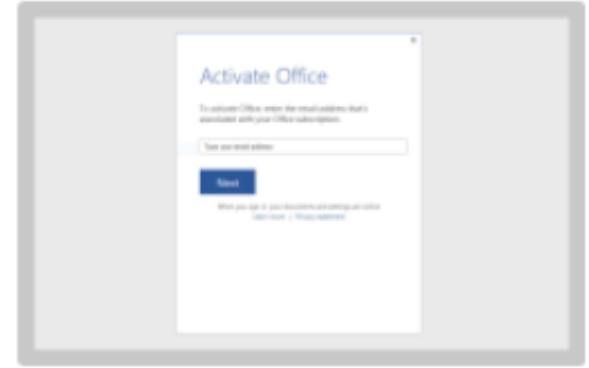 Activate Office
To activate Office, enter the email address that's
associated with your Office subscription.
Type your email address
Next
When you sign in, your documents and settings are online
Learn more | Privacy statement